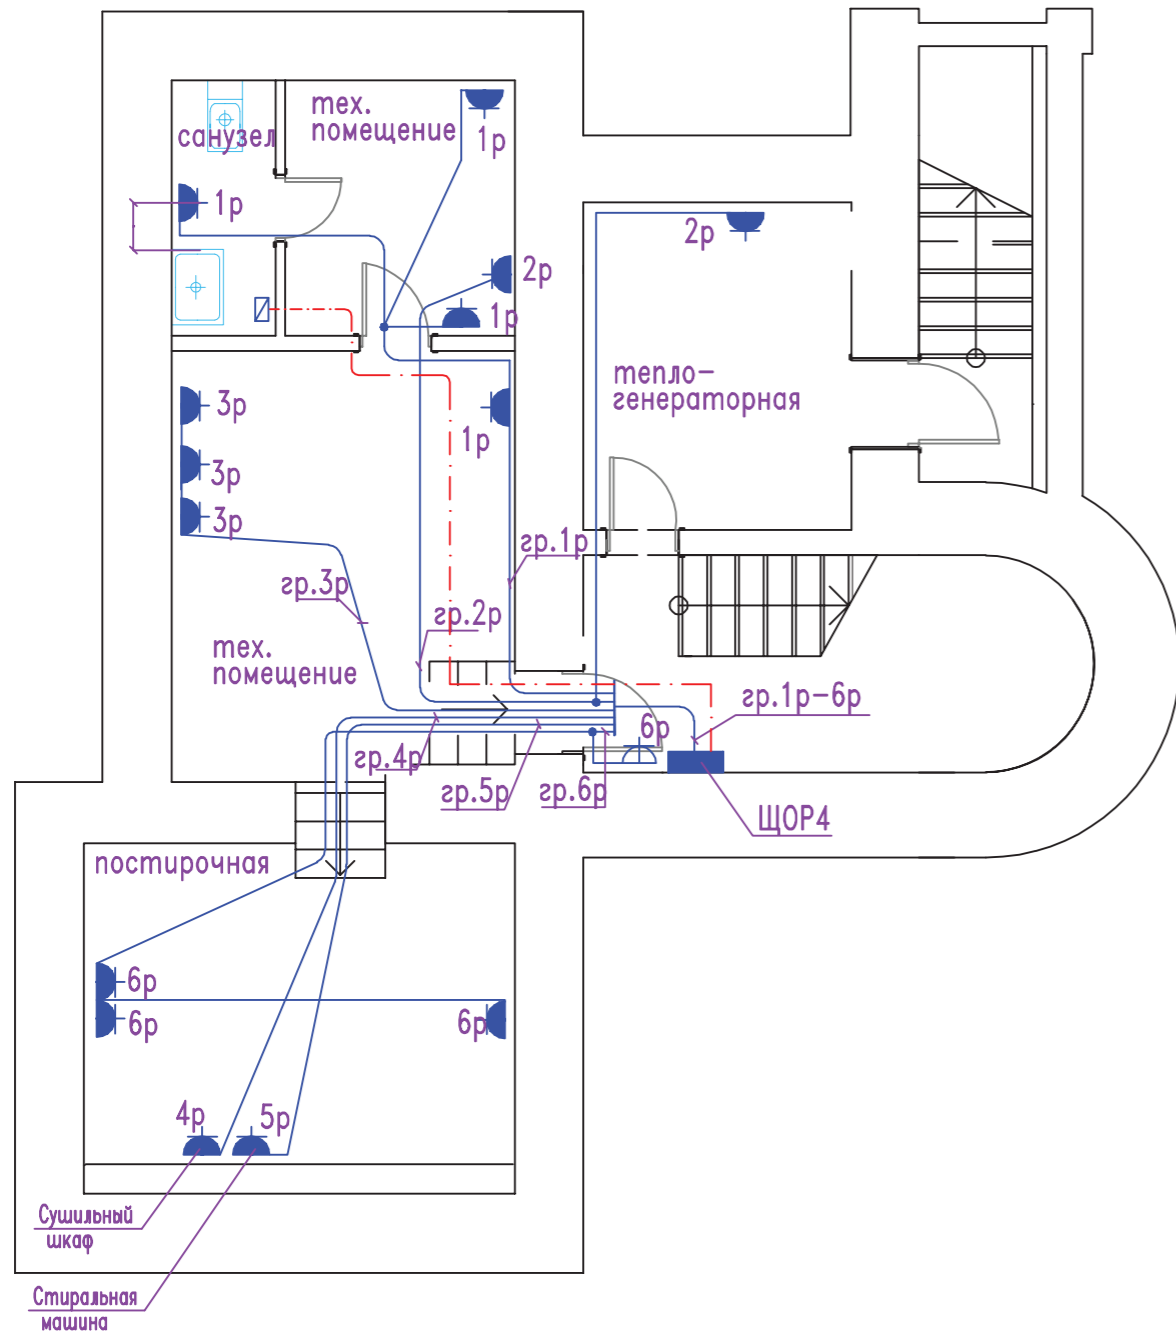 тех.
помещение
санузел
1р
1р
2р
2р
1р
тепло-
генераторная
3р
1р
3р
3р
гр.1р
гр.3р
гр.2р
тех.
помещение
гр.1р-6р
6р
гр.4р
гр.5р
гр.6р
ЩОР4
постирочная
6р
6р
6р
4р
5р
Сушильный
шкаф
Стиральная
машина